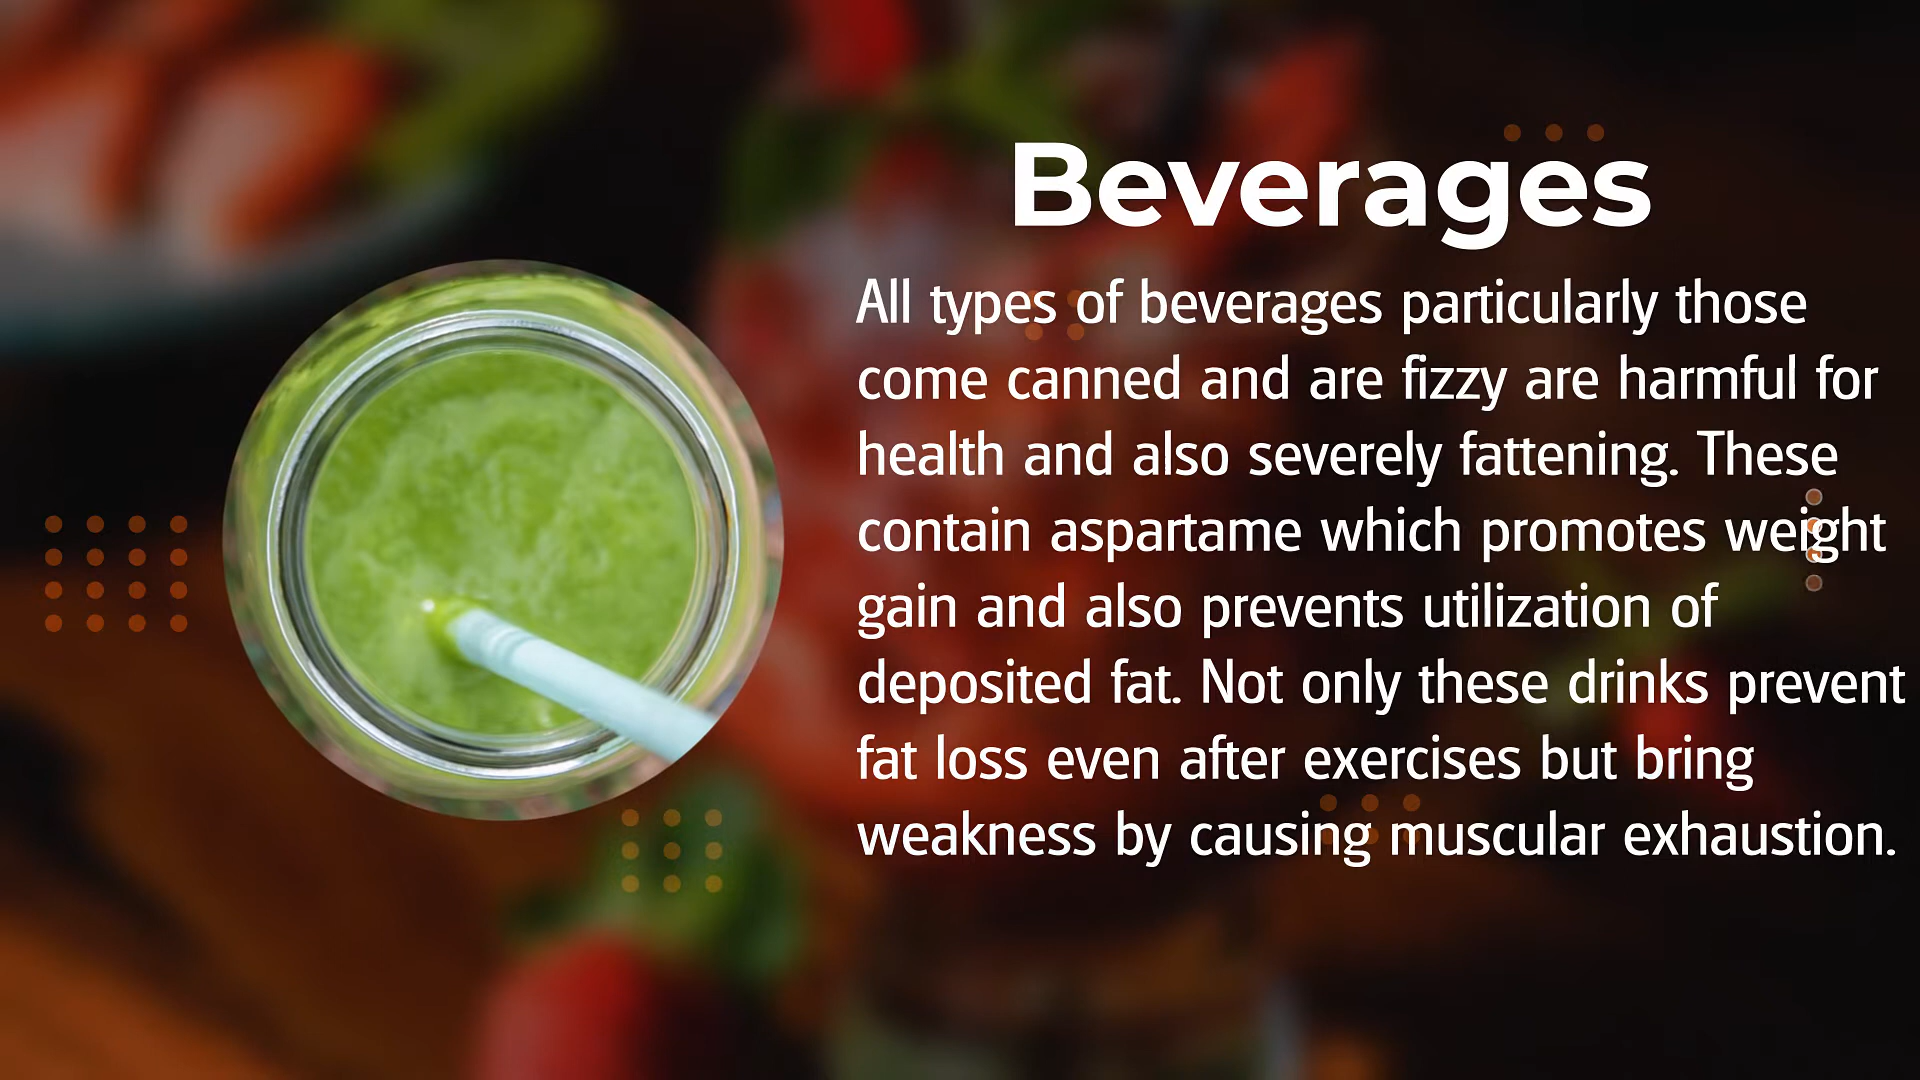 Beverages
All types of beverages particularly those
come canned and are fizzy are harmful for
health and also severely fattening. These
contain aspartame which promotes weight
gain and also prevents utilization of
deposited fat. Not only these drinks prevent
fat loss even after exercises but bring
weakness by causing muscular exhaustion.